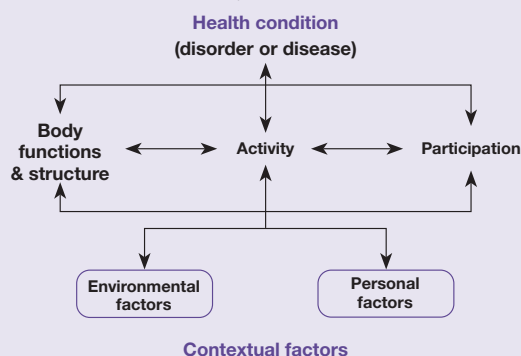 Health condition
(disorder or disease)
Body
functions
& structure
Activity
Participation
Environmental
factors
Personal
factors
Contextual factors